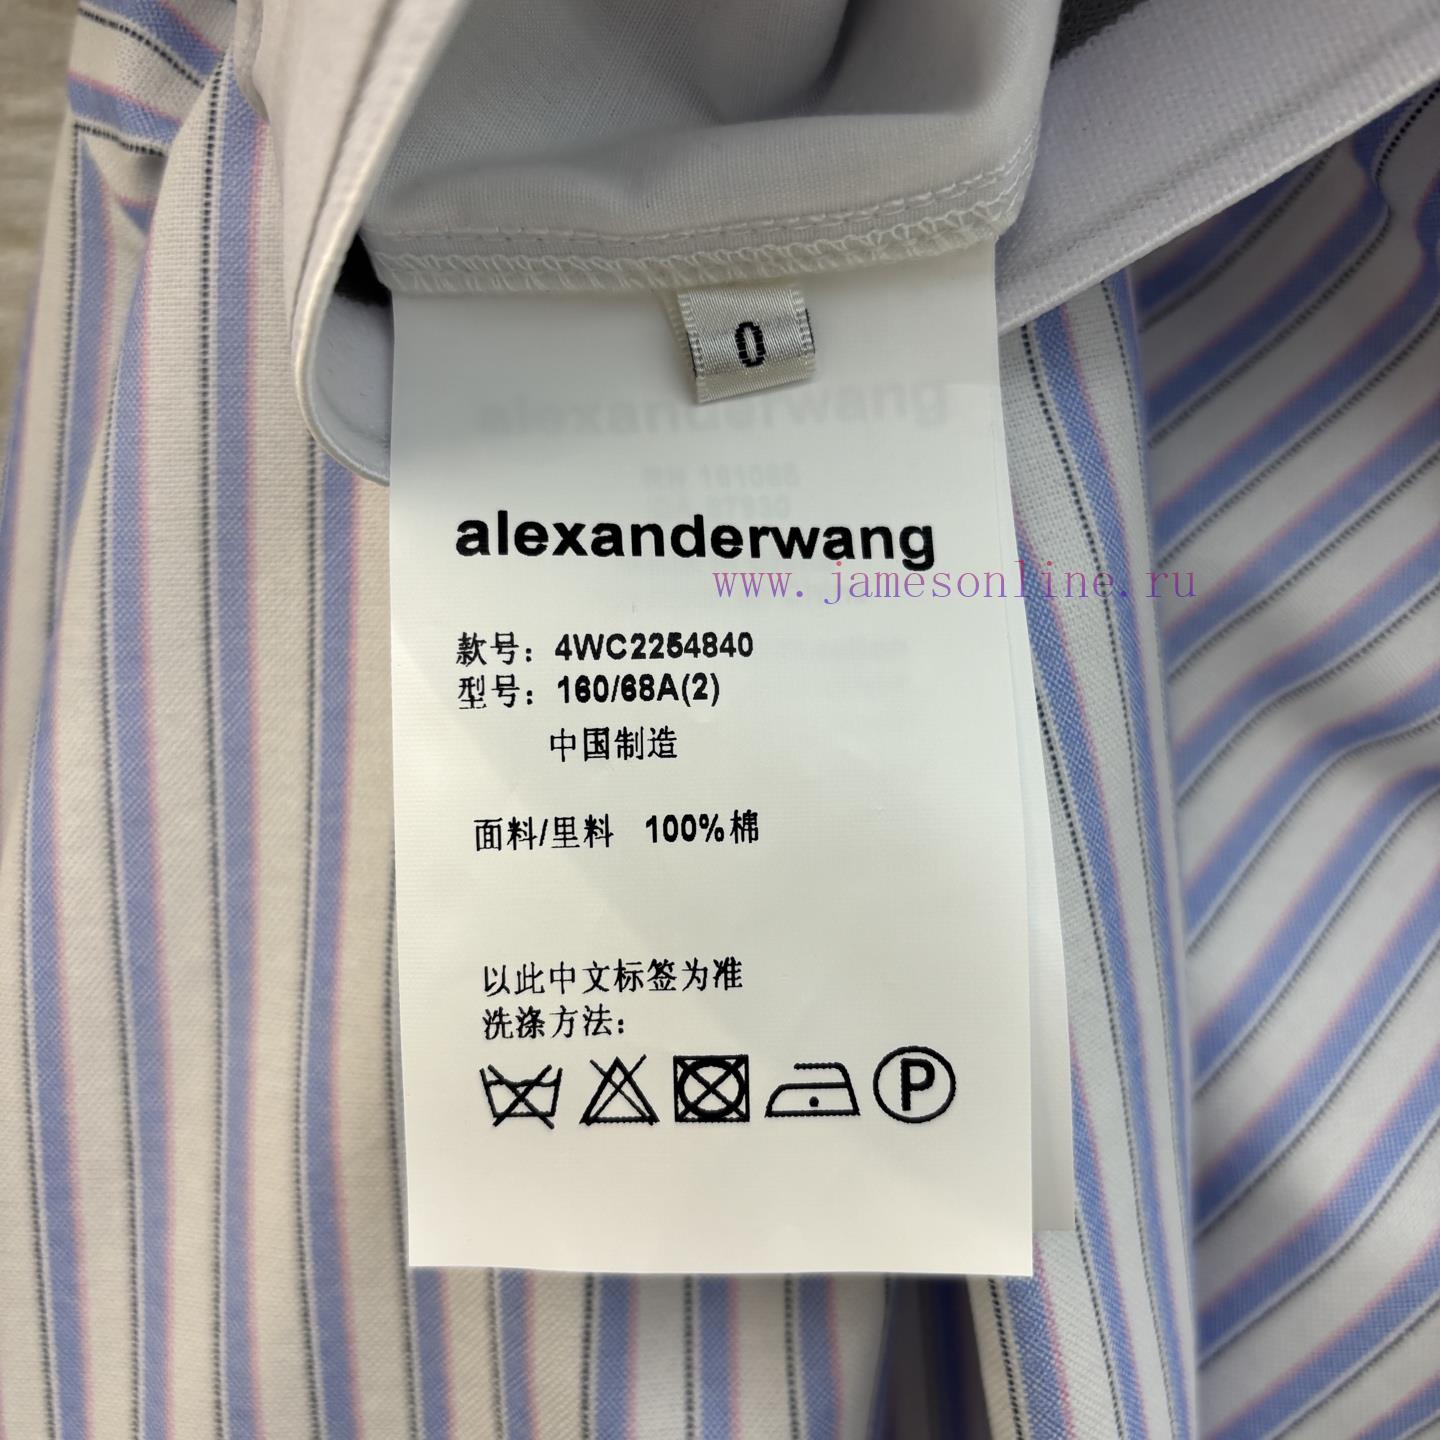 0
alexanderwang
www.jamesonline.ru
款号：4WC2254840
型号：160/68A(2)
中国制造
面料/里料 100%棉
以此中文标签为准
洗涤方法：
P